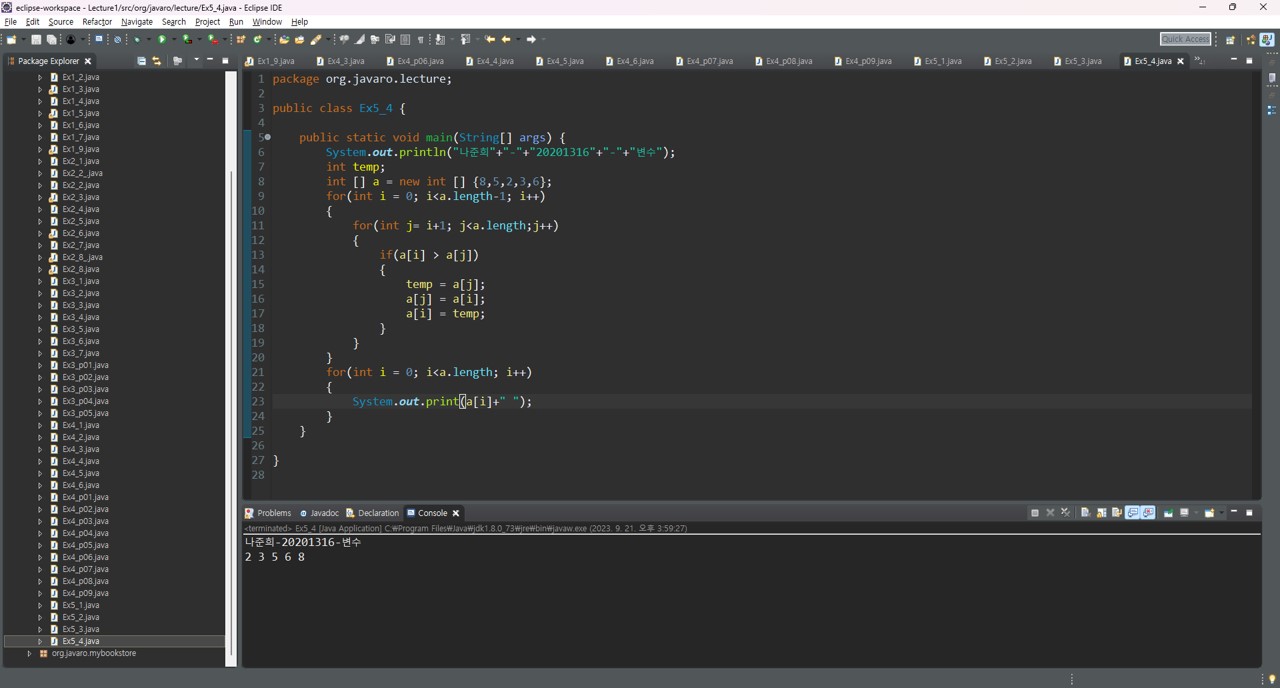 eclipse-workspace - Lecture1/src/org/javaro/lecture/Ex5_4.java - Eclipse IDE
File Edit Source Refactor Navigate Search Project Run Window Help
Quick Access
Package Explorer
Ex1_2.java
Ex1_3.java
Ex1_4.java
Ex1_5.java
Ex1_6.java
Ex1_7.java
Ex1_9.java
Ex2_1.java
Ex2_2_.java
Ex2_2.java
Ex2_3.java
Ex2_4.java
Ex2_5.java
Ex2_6.java
Ex2_7.java
Ex2_8_.java
Ex2_8.java
Ex3_1.java
Ex3_2.java
Ex3_3.java
Ex3_4.java
Ex3_5.java
Ex3_6.java
Ex3_7.java
Ex3_p01.java
Ex3_p02.java
Ex3_p03.java
Ex3_p04.java
Ex3_p05.java
Ex4_1.java
Ex4_2.java
Ex4_3.java
Ex4_4.java
Ex4_5.java
Ex4_6.java
Ex4_p01.java
Ex4_p02.java
Ex4_p03.java
Ex4_p04.java
Ex4_p05.java
Ex4_p06.java
Ex4_p07.java
Ex4_p08.java
Ex4_p09.java
Ex5_1.java
Ex5_2.java
Ex5_3.java
Ex5_4.java
org.javaro.mybookstore
Ex1_9.java Ex4_3.java Ex4_p06.java Ex4_4.java Ex4_5.java Ex4_6.java Ex4_p07.java Ex4_p08.java Ex4_p09.java Ex5_1.java Ex5_2.java Ex5_3.java Ex5_4.java
1 package org.javaro.lecture;
2
3 public class Ex5_4 {
4
5 public static void main(String[] args) {
6 System.out.println("나준희"+"-"+"20201316"+"-"+"변수");
7 int temp;
8 int [] a = new int [] {8,5,2,3,6};
9 for(int i = 0; i<a.length-1; i++)
10 {
11 for(int j= i+1; j<a.length;j++)
12 {
13 if(a[i] > a[j])
14 {
15 temp = a[j];
16 a[j] = a[i];
17 a[i] = temp;
18 }
19 }
20 }
21 for(int i = 0; i<a.length; i++)
22 {
23 System.out.print(a[i]+" ");
24 }
25 }
26
27 }
28
Problems Javadoc Declaration Console
<terminated> Ex5_4 [Java Application] C:₩Program Files₩Java₩jdk1.8.0_73₩jre₩bin₩javaw.exe (2023. 9. 21. 오후 3:59:27)
나준희-20201316-변수
2 3 5 6 8